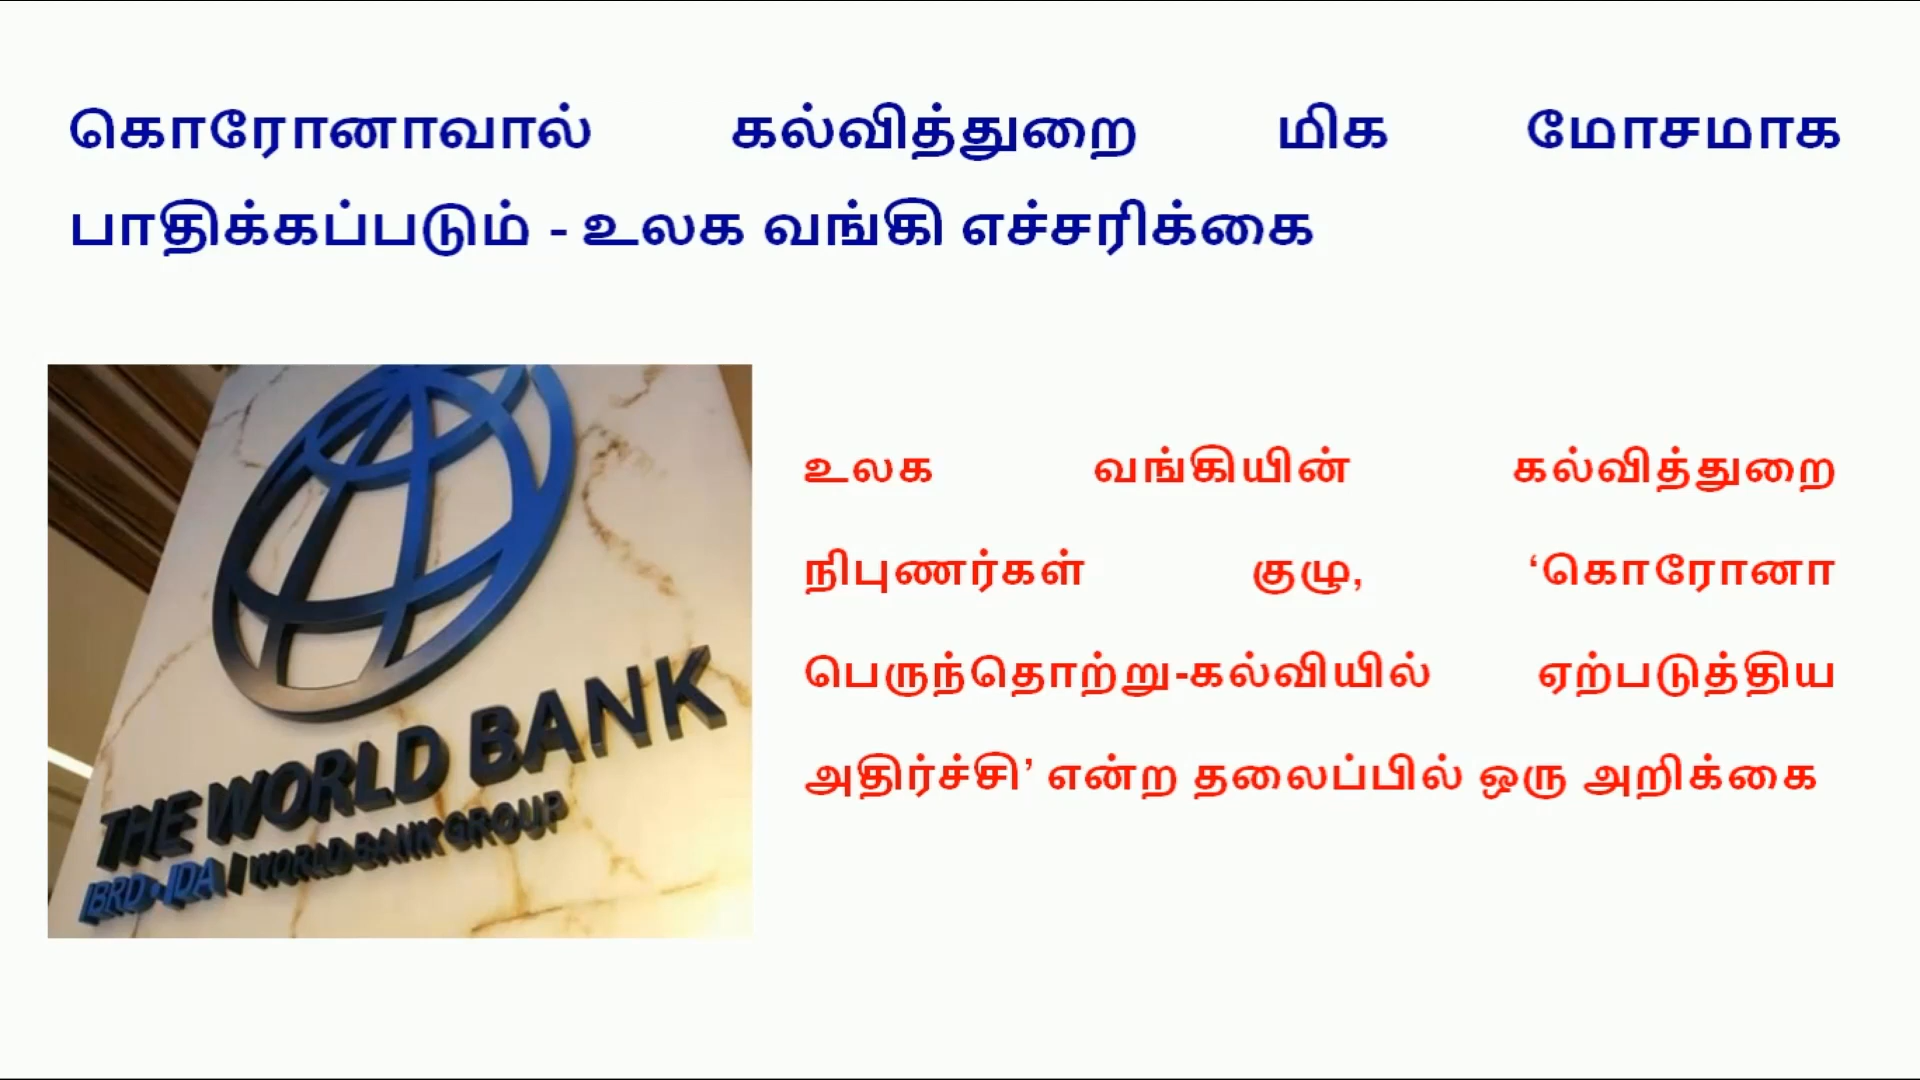 கொரோனாவால் கல்வித்துறை மிக மோசமாக
பாதிக்கப்படும் - உலக வங்கி எச்சரிக்கை
உலக வங்கியின் கல்வித்துறை
நிபுணர்கள் குழு, ‘கொரோனா
பெருந்தொற்று-கல்வியில் ஏற்படுத்திய
அதிர்ச்சி’ என்ற தலைப்பில் ஒரு அறிக்கை
THE WORLD BANK
IBRD • IDA | WORLD BANK GROUP